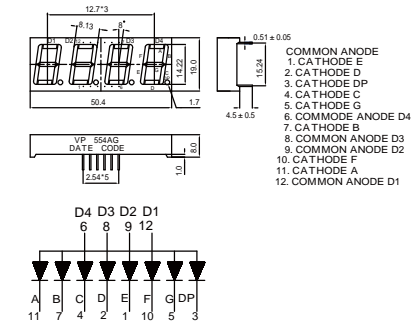 12.7*3
8.13
8°
D1 D2 D3 D4
14.22
19.0
50.4
1.7
0.51 ± 0.05
15.24
4.5 ± 0.5
VP 554AG
DATE CODE
2.54*5
1.0
8.0
COMMON ANODE
1. CATHODE E
2. CATHODE D
3. CATHODE DP
4. CATHODE C
5. CATHODE G
6. COMMODE ANODE D4
7. CATHODE B
8. COMMON ANODE D3
9. COMMON ANODE D2
10. CATHODE F
11. CATHODE A
12. COMMON ANODE D1
D4 D3 D2 D1
6 8 9 12
A B C D E F G DP
11 7 4 2 1 10 5 3